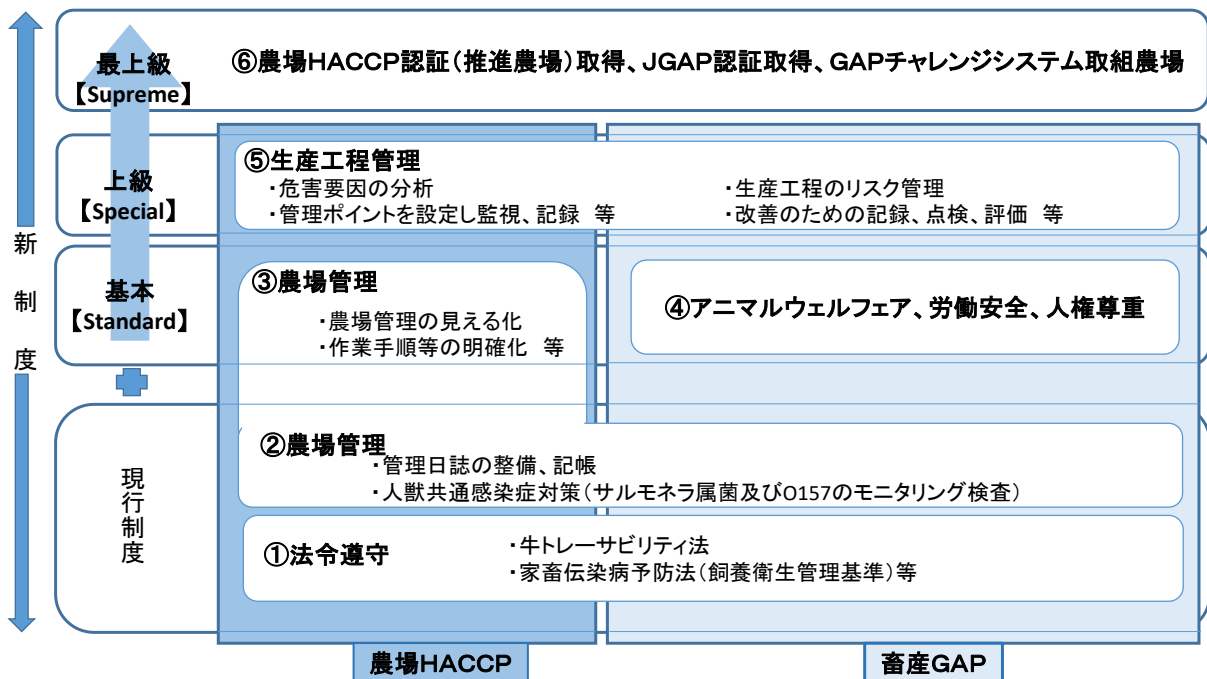 新制度
最上級
【Supreme】
⑥農場HACCP認証(推進農場)取得、JGAP認証取得、GAPチャレンジシステム取組農場
上級
【Special】
⑤生産工程管理
・危害要因の分析
・管理ポイントを設定し監視、記録 等
・生産工程のリスク管理
・改善のための記録、点検、評価 等
基本
【Standard】
③農場管理
・農場管理の見える化
・作業手順等の明確化 等
④アニマルウェルフェア、労働安全、人権尊重
現行制度
②農場管理
・管理日誌の整備、記帳
・人獣共通感染症対策(サルモネラ属菌及びO157のモニタリング検査)
①法令遵守
・牛トレーサビリティ法
・家畜伝染病予防法(飼養衛生管理基準)等
農場HACCP
畜産GAP